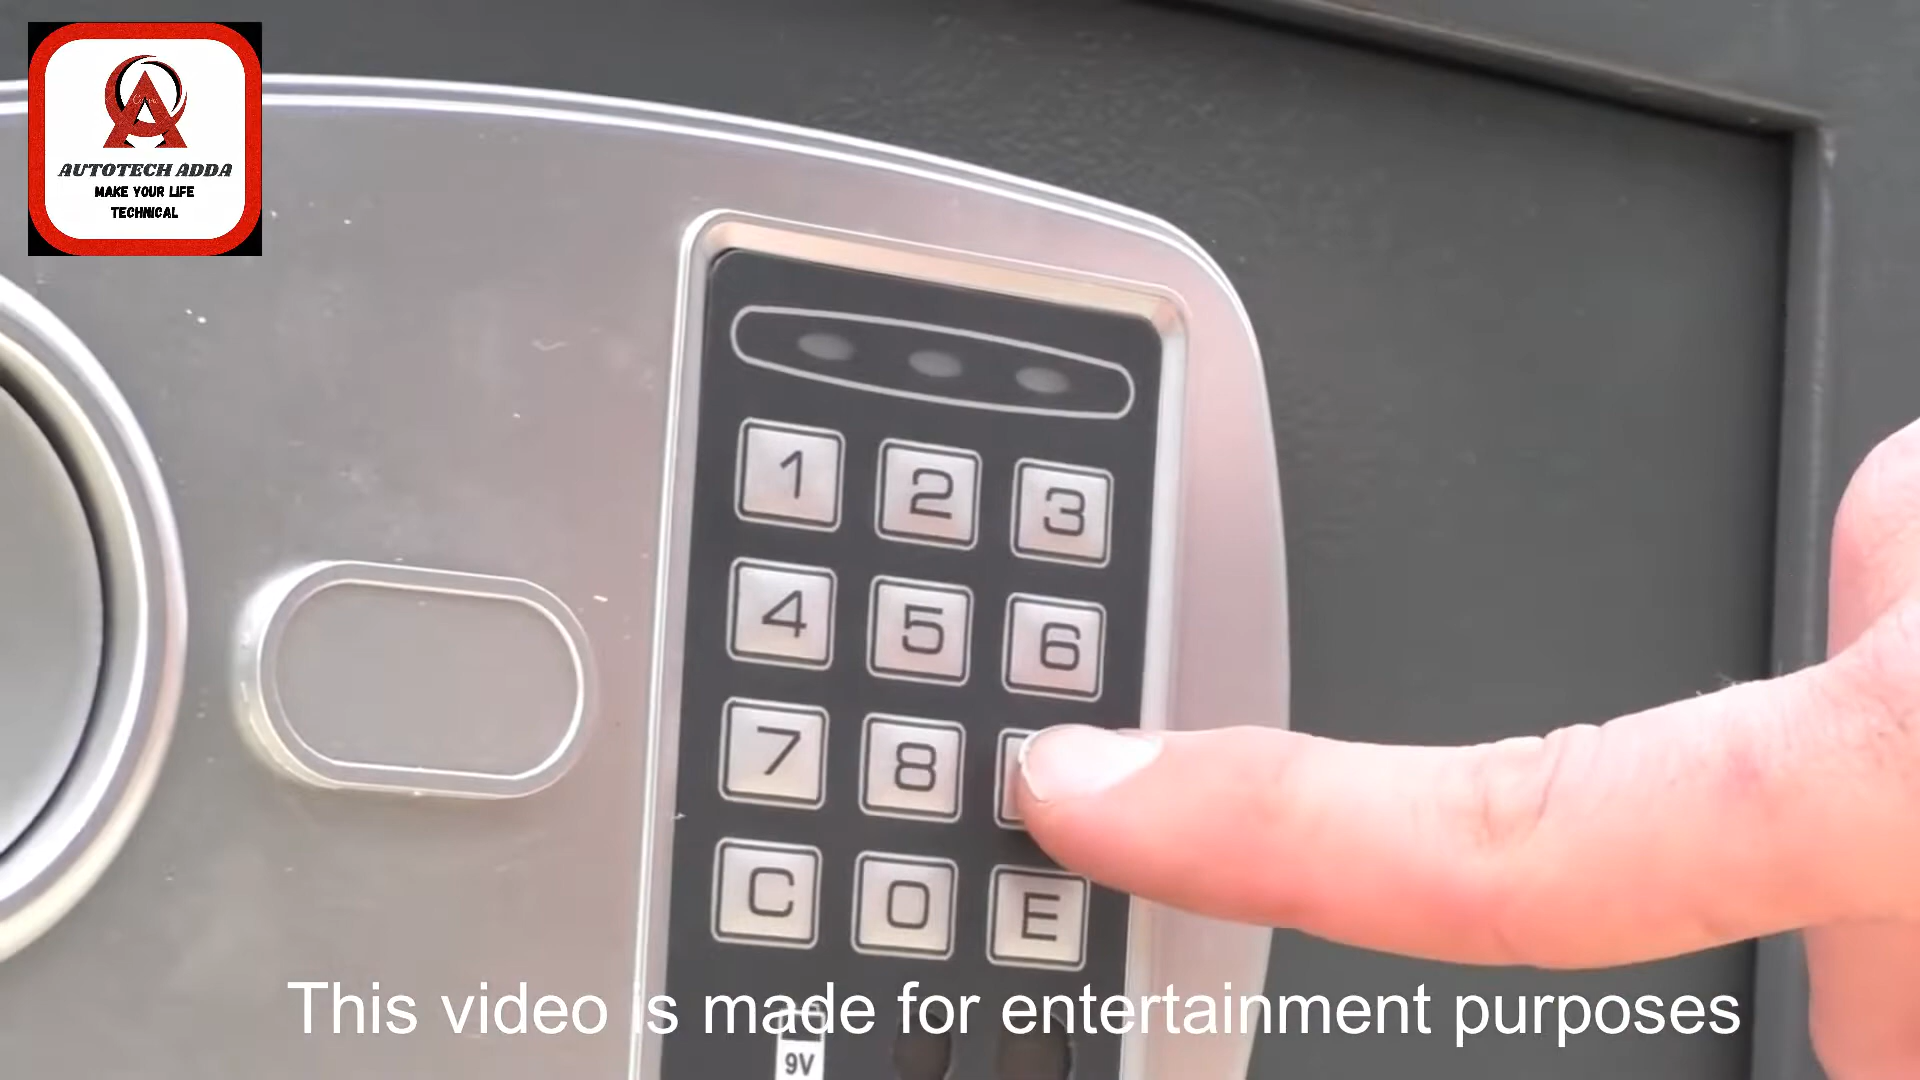 AUTOTECH ADDA
MAKE YOUR LIFE
TECHNICAL
1 2 3
4 5 6
7 8
C 0 E
This video is made for entertainment purposes
9V